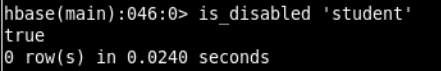 hbase(main):046:0> is_disabled 'student'
true
0 row(s) in 0.0240 seconds